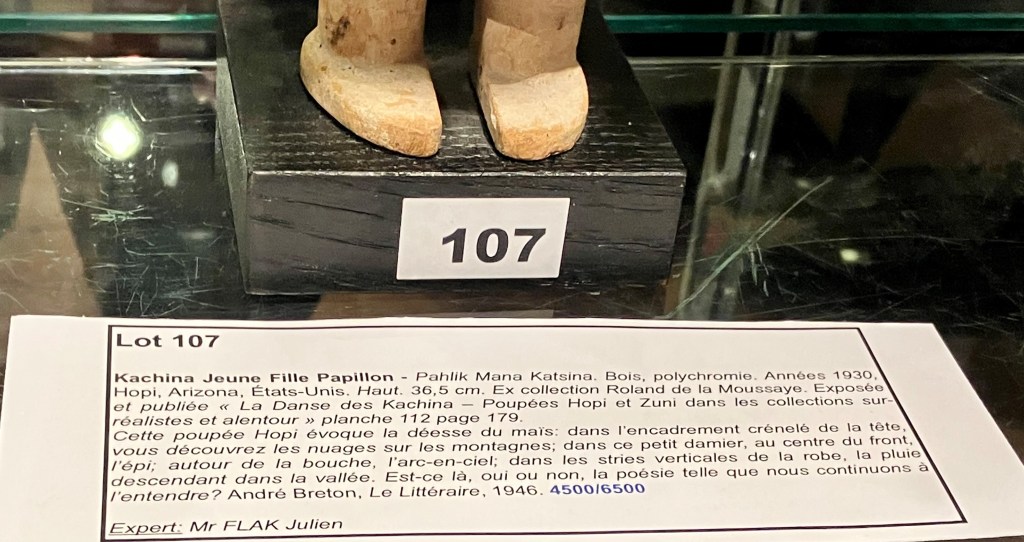 107
Lot 107
Kachina Jeune Fille Papillon - Pahlik Mana Katsina. Bois, polychromie. Années 1930,
Hopi, Arizona, États-Unis. Haut. 36,5 cm. Ex collection Roland de la Moussaye. Exposée
et publiée « La Danse des Kachina – Poupées Hopi et Zuni dans les collections sur-
réalistes et alentour » planche 112 page 179.
Cette poupée Hopi évoque la déesse du maïs: dans l'encadrement crénelé de la tête,
vous découvrez les nuages sur les montagnes; dans ce petit damier, au centre du front,
l'épi; autour de la bouche, l'arc-en-ciel; dans les stries verticales de la robe, la pluie
descendant dans la vallée. Est-ce là, oui ou non, la poésie telle que nous continuons à
l'entendre? André Breton, Le Littéraire, 1946. 4500/6500
Expert: Mr FLAK Julien